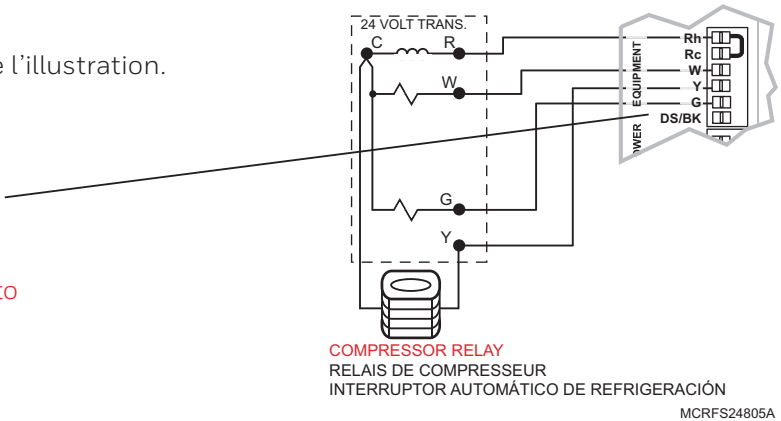 24 VOLT TRANS.
C R
W
G
Y
EQUIPMENT
Rh
Rc
W
Y
G
DS/BK
l’illustration.
COMPRESSOR RELAY
RELAIS DE COMPRESSEUR
INTERRUPTOR AUTOMÁTICO DE REFRIGERACIÓN
MCRFS24805A